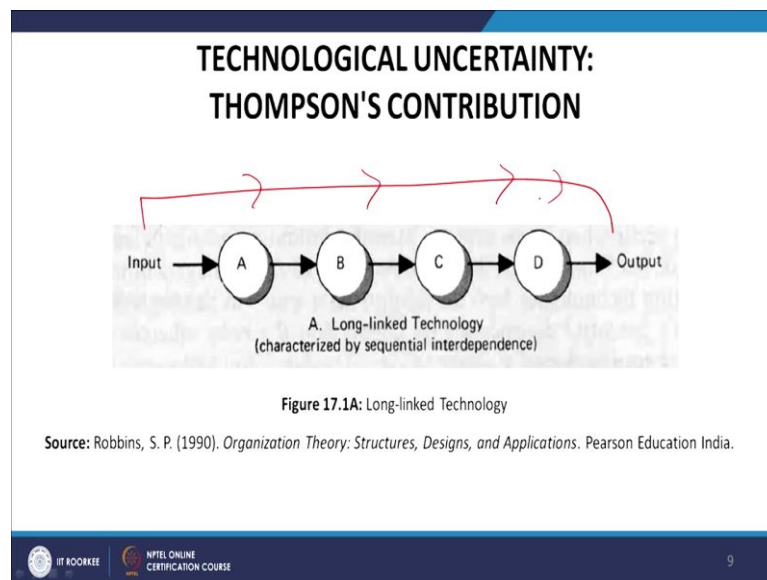 TECHNOLOGICAL UNCERTAINTY:
THOMPSON'S CONTRIBUTION
Input A B C D Output
A. Long-linked Technology
(characterized by sequential interdependence)
Figure 17.1A: Long-linked Technology
Source: Robbins, S. P. (1990). Organization Theory: Structures, Designs, and Applications. Pearson Education India.
IIT ROORKEE NPTEL ONLINE
CERTIFICATION COURSE
9